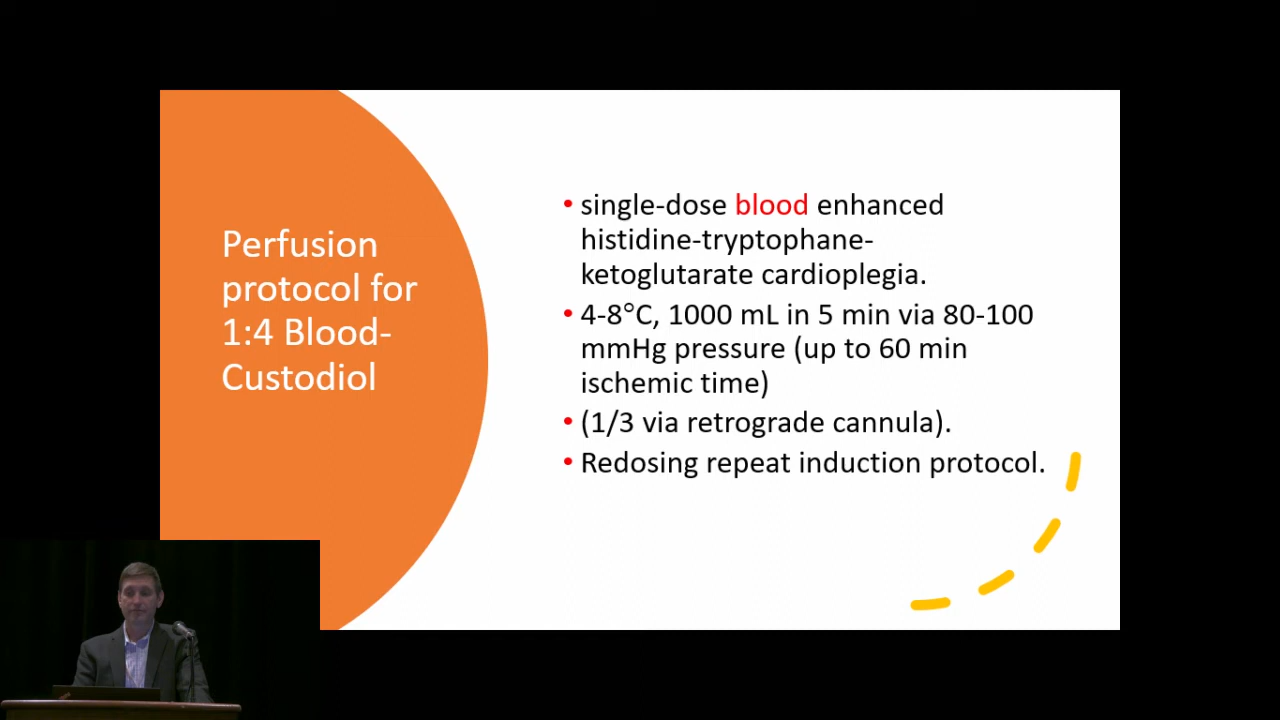 Perfusion
protocol for
1:4 Blood-
Custodiol
• single-dose blood enhanced
histidine-tryptophane-
ketoglutarate cardioplegia.
• 4-8°C, 1000 mL in 5 min via 80-100
mmHg pressure (up to 60 min
ischemic time)
• (1/3 via retrograde cannula).
• Redosing repeat induction protocol.